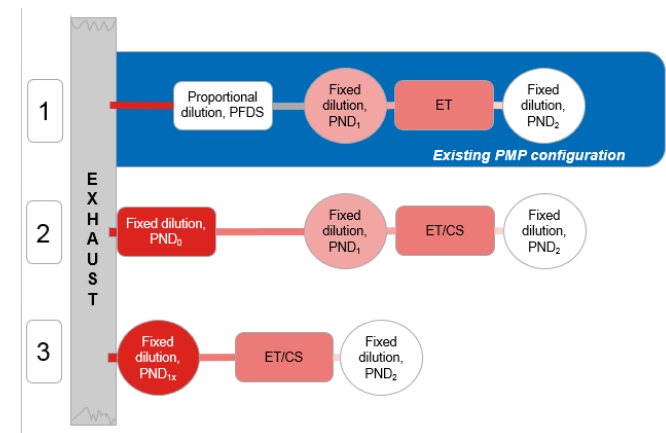 1
Proportional
dilution, PFDS
Fixed
dilution,
PND₁
ET
Fixed
dilution,
PND₂
Existing PMP configuration
EXHAUST
2
Fixed dilution,
PND₀
Fixed
dilution,
PND₁
ET/CS
Fixed
dilution,
PND₂
3
Fixed
dilution,
PND₁ₓ
ET/CS
Fixed
dilution,
PND₂